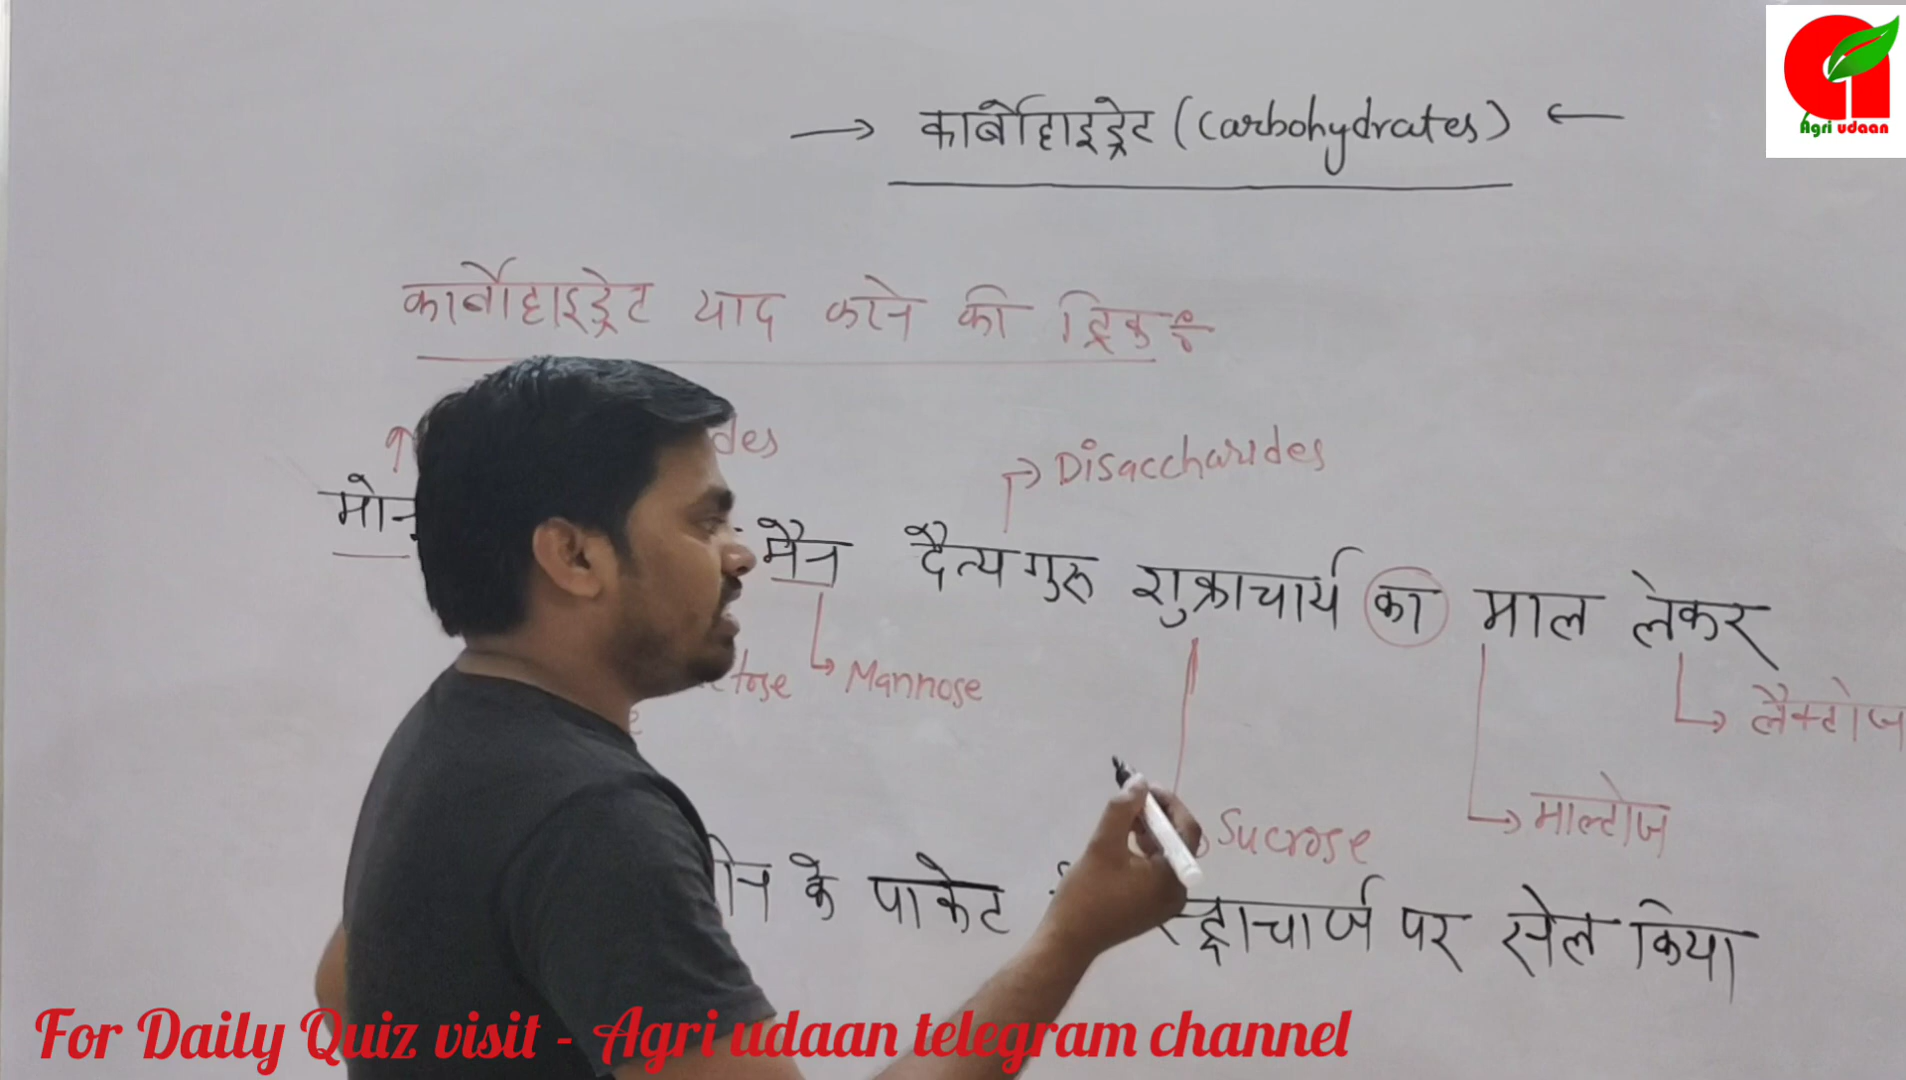 → कार्बोहाइड्रेट (Carbohydrates) ←
Agri udaan
कार्बोहाइड्रेट याद करने की ट्रिक
des
→ Disaccharides
मैन दैत्यगुरु शुक्राचार्य का माल लेकर
tose → Mannose
→ लैक्टोज
→ माल्टोज
Sucrose
के पाकेट पर सेल किया
For Daily Quiz visit - Agri udaan telegram channel